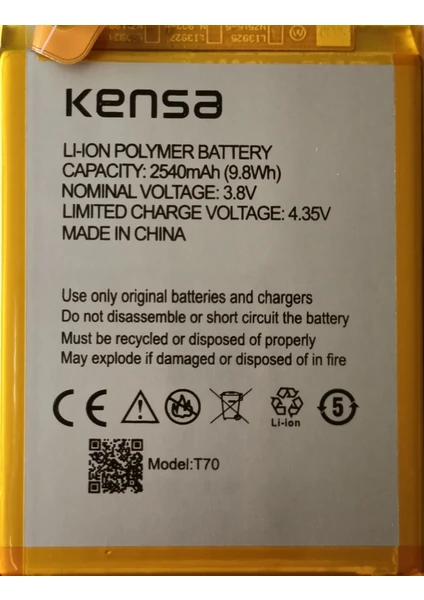 Kensa
LI-ION POLYMER BATTERY
CAPACITY: 2540mAh (9.8Wh)
NOMINAL VOLTAGE: 3.8V
LIMITED CHARGE VOLTAGE: 4.35V
MADE IN CHINA
Use only original batteries and chargers
Do not disassemble or short circuit the battery
Must be recycled or disposed of properly
May explode if damaged or disposed of in fire
CE
5
Li-ion
Model:T70